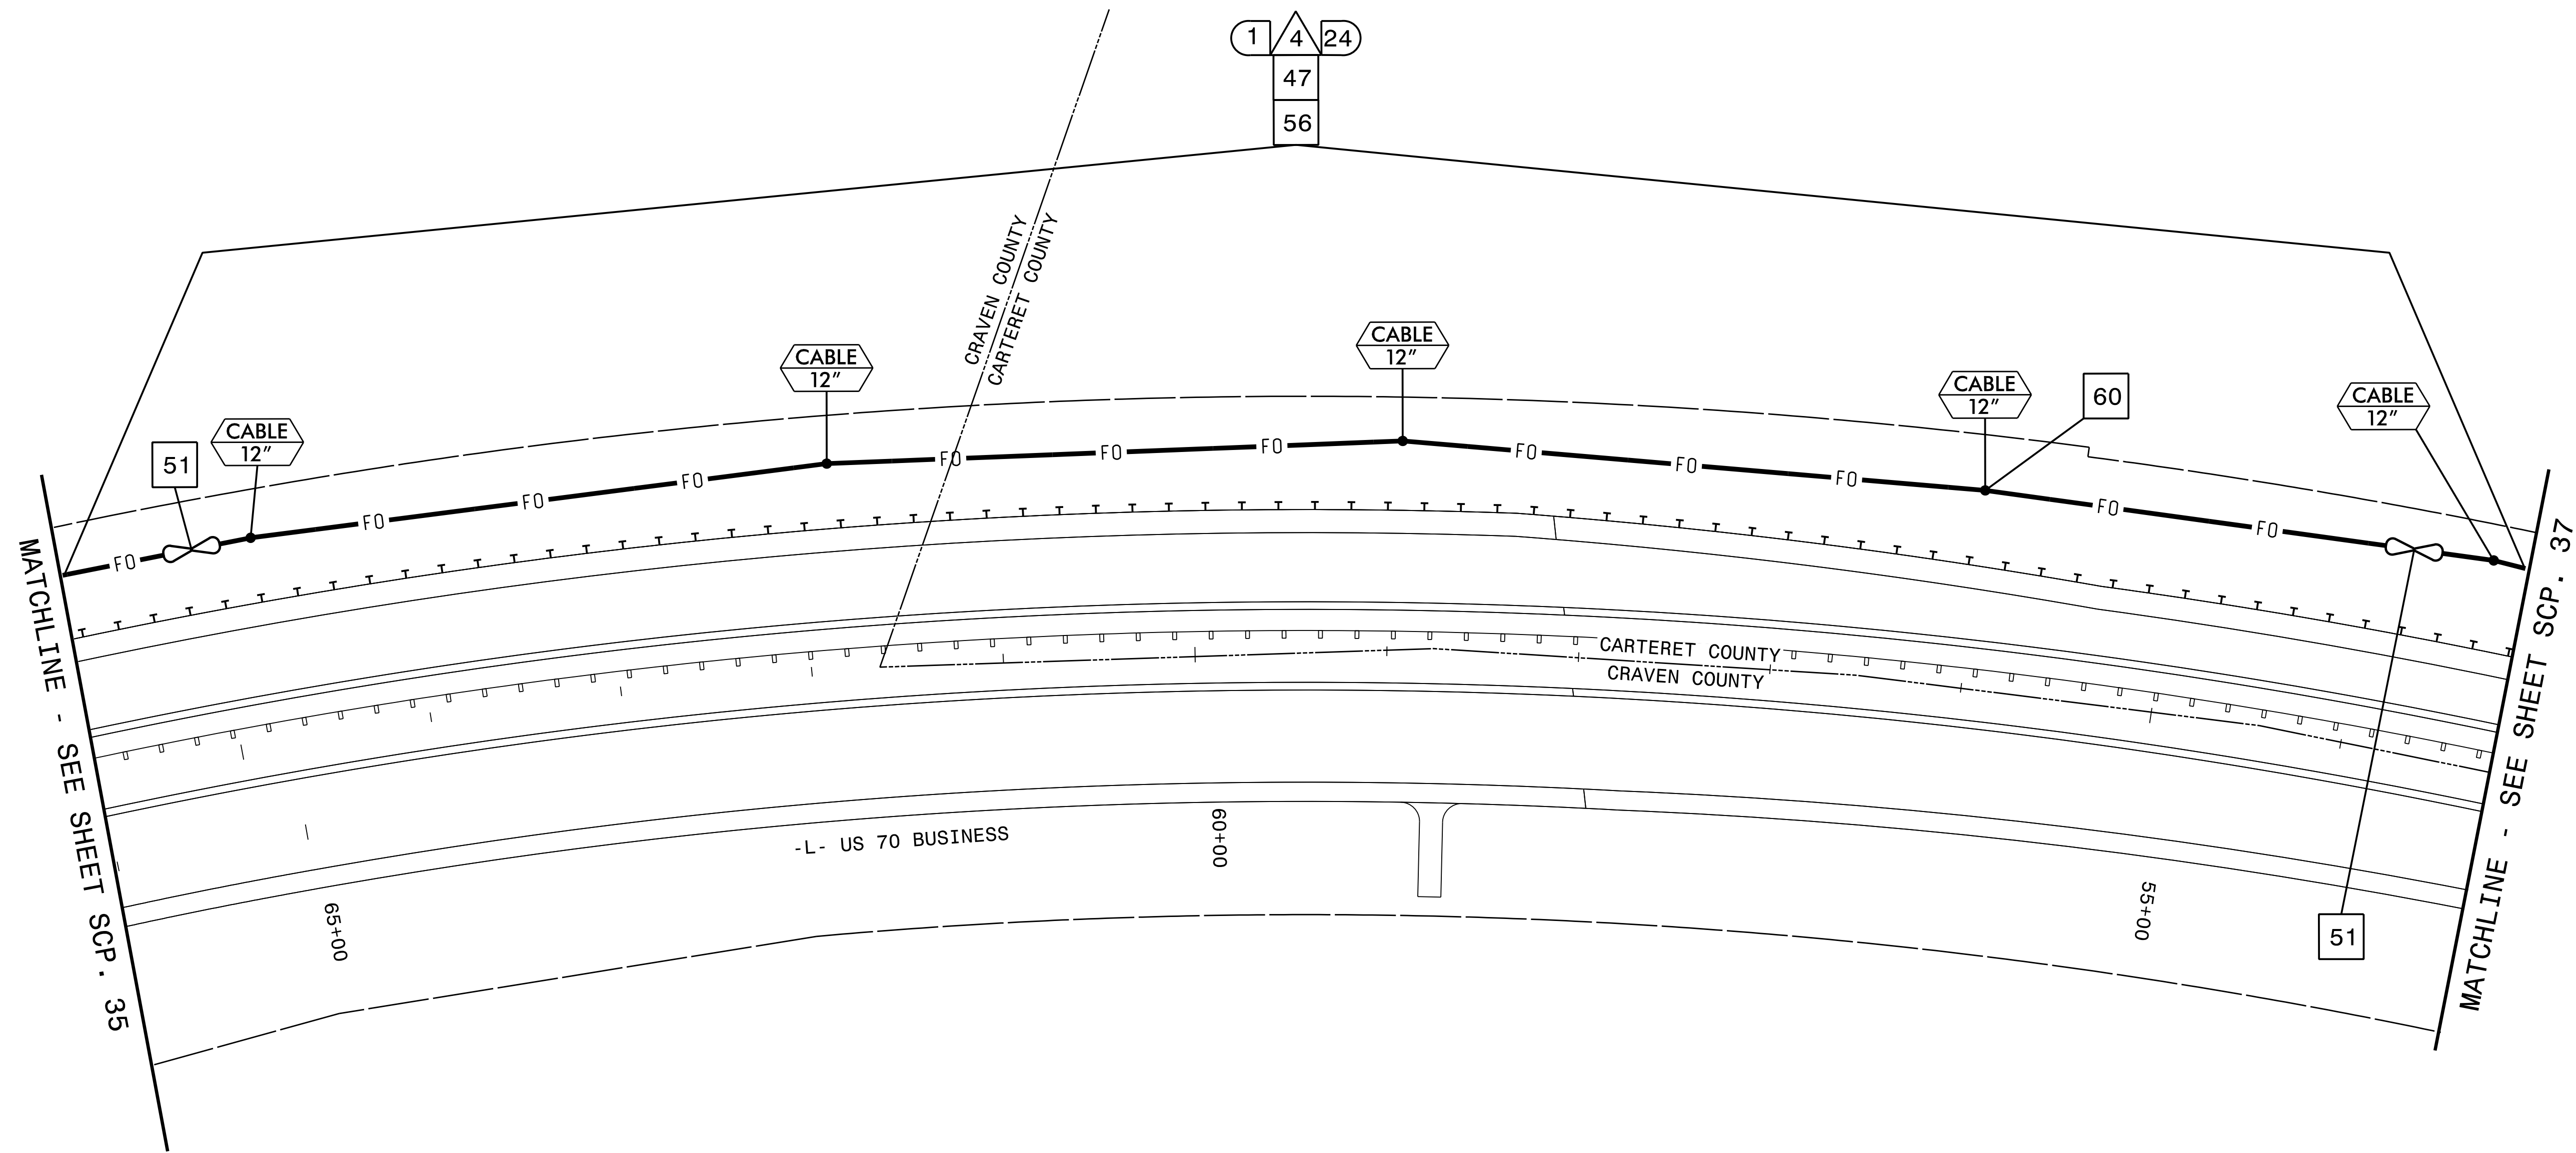 1 4 24
47
56
CRAVEN COUNTY
CARTERET COUNTY
CABLE
12"
CABLE
12"
CABLE
12"
CABLE
12"
60
CABLE
12"
51
FO FO FO FO FO FO FO FO FO FO FO FO
MATCHLINE - SEE SHEET SCP. 35
MATCHLINE - SEE SHEET SCP. 37
CARTERET COUNTY
CRAVEN COUNTY
-L- US 70 BUSINESS
65+00
60+00
55+00
51